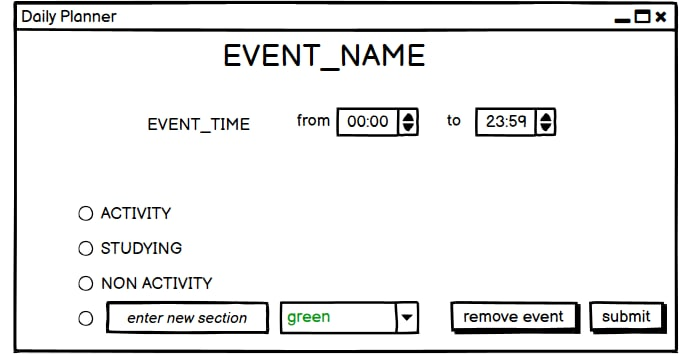 Daily Planner
EVENT_NAME
EVENT_TIME from 00:00 to 23:59
ACTIVITY
STUDYING
NON ACTIVITY
enter new section green remove event submit